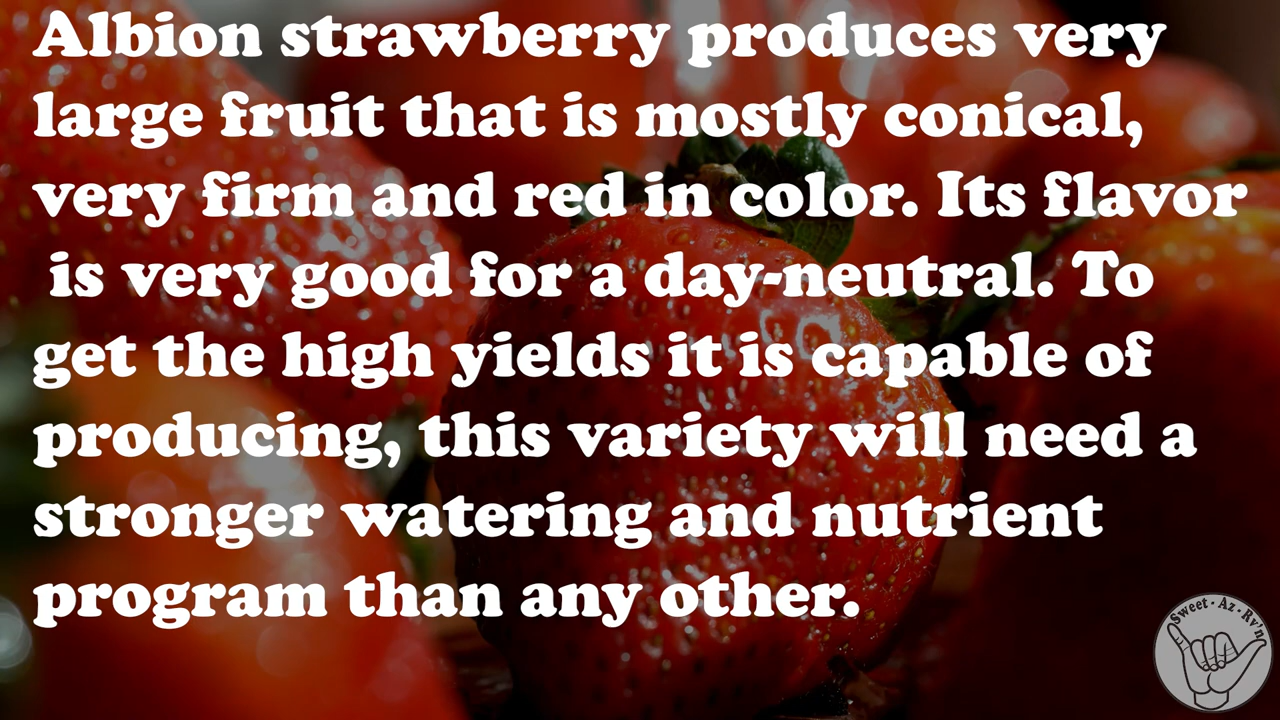 Albion strawberry produces very
large fruit that is mostly conical,
very firm and red in color. Its flavor
is very good for a day-neutral. To
get the high yields it is capable of
producing, this variety will need a
stronger watering and nutrient
program than any other.
Sweet · Az · Rv'n